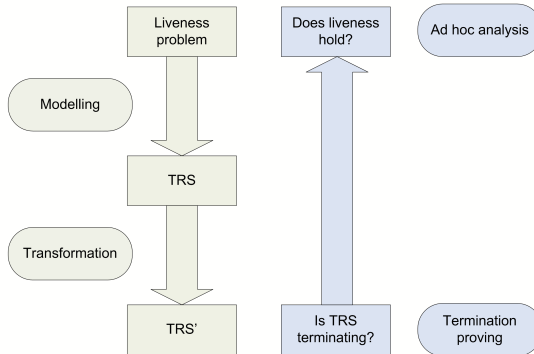 Liveness
problem
Does liveness
hold?
Ad hoc analysis
Modelling
TRS
Transformation
TRS'
Is TRS
terminating?
Termination
proving